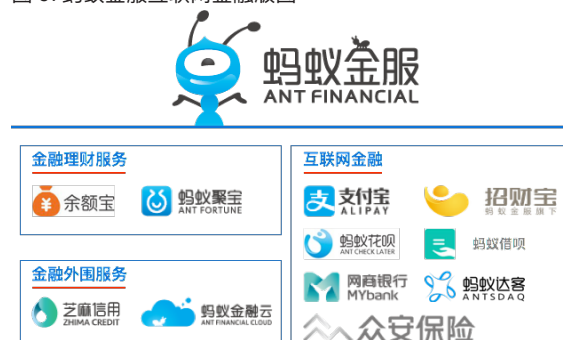 蚂蚁金服
ANT FINANCIAL
金融理财服务
余额宝
蚂蚁聚宝
ANT FORTUNE
金融外围服务
芝麻信用
ZHIMA CREDIT
蚂蚁金融云
ANT FINANCIAL CLOUD
互联网金融
支 支付宝
ALIPAY
招财宝
蚂蚁金服旗下
蚂蚁花呗
ANT CHECK LATER
蚂蚁借呗
网商银行
MYbank
蚂蚁达客
ANTSDAQ
众安保险